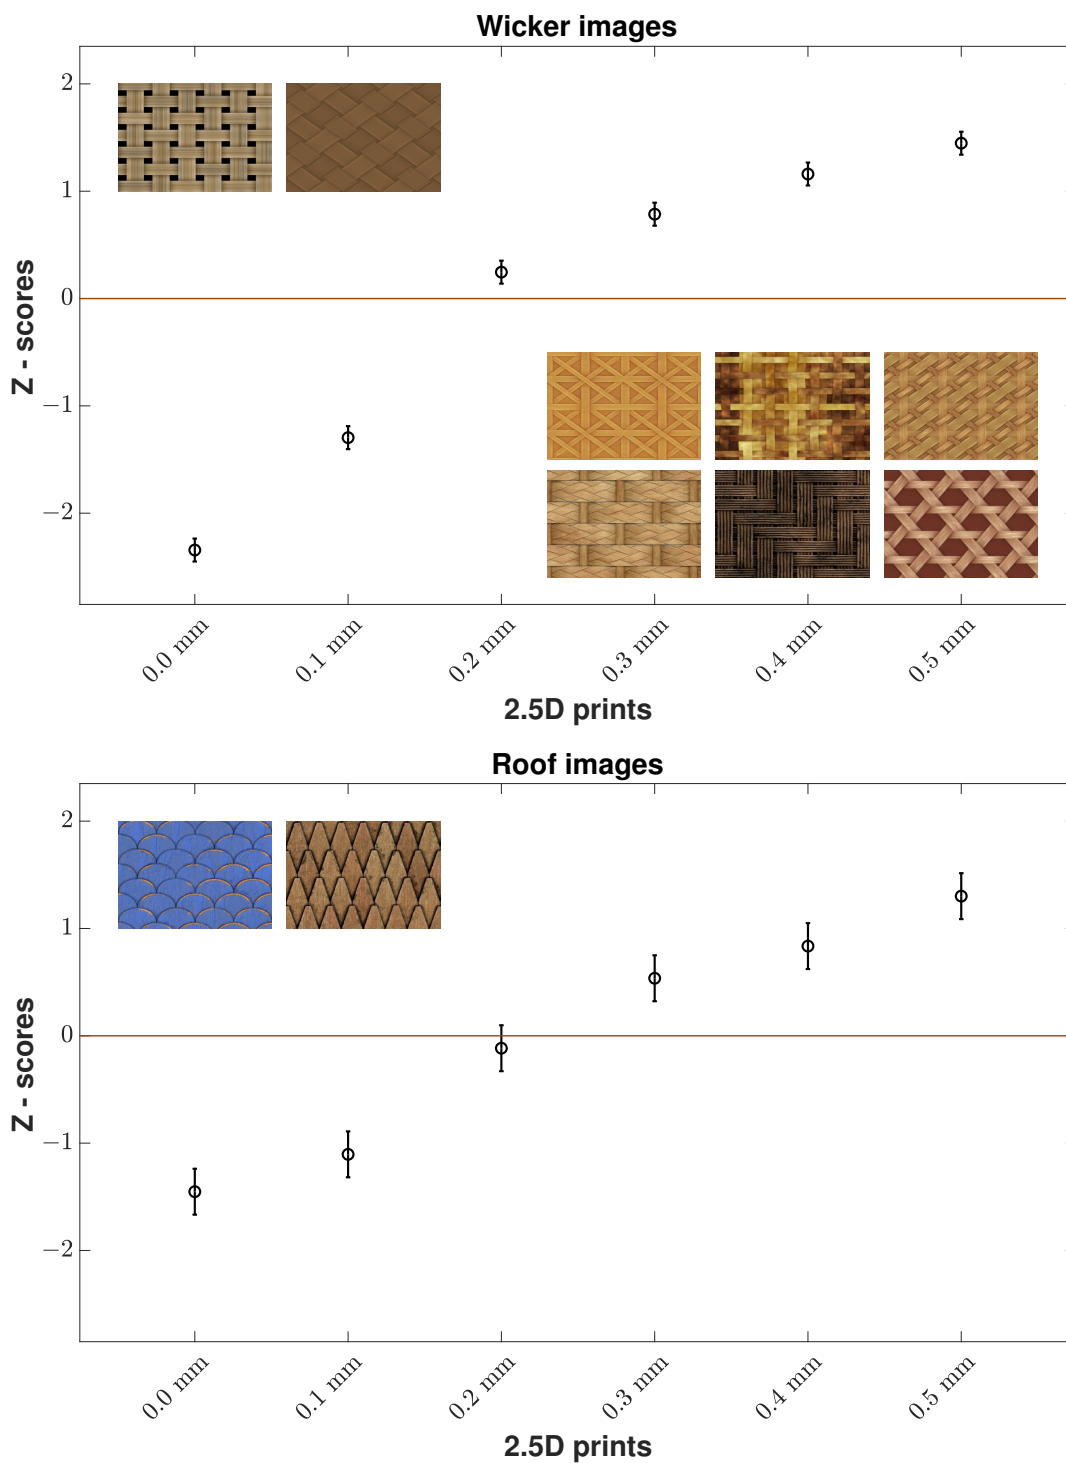 Wicker images
2
1
0
−1
−2
Z - scores
0.0 mm
0.1 mm
0.2 mm
0.3 mm
0.4 mm
0.5 mm
2.5D prints
Roof images
2
1
0
−1
−2
Z - scores
0.0 mm
0.1 mm
0.2 mm
0.3 mm
0.4 mm
0.5 mm
2.5D prints